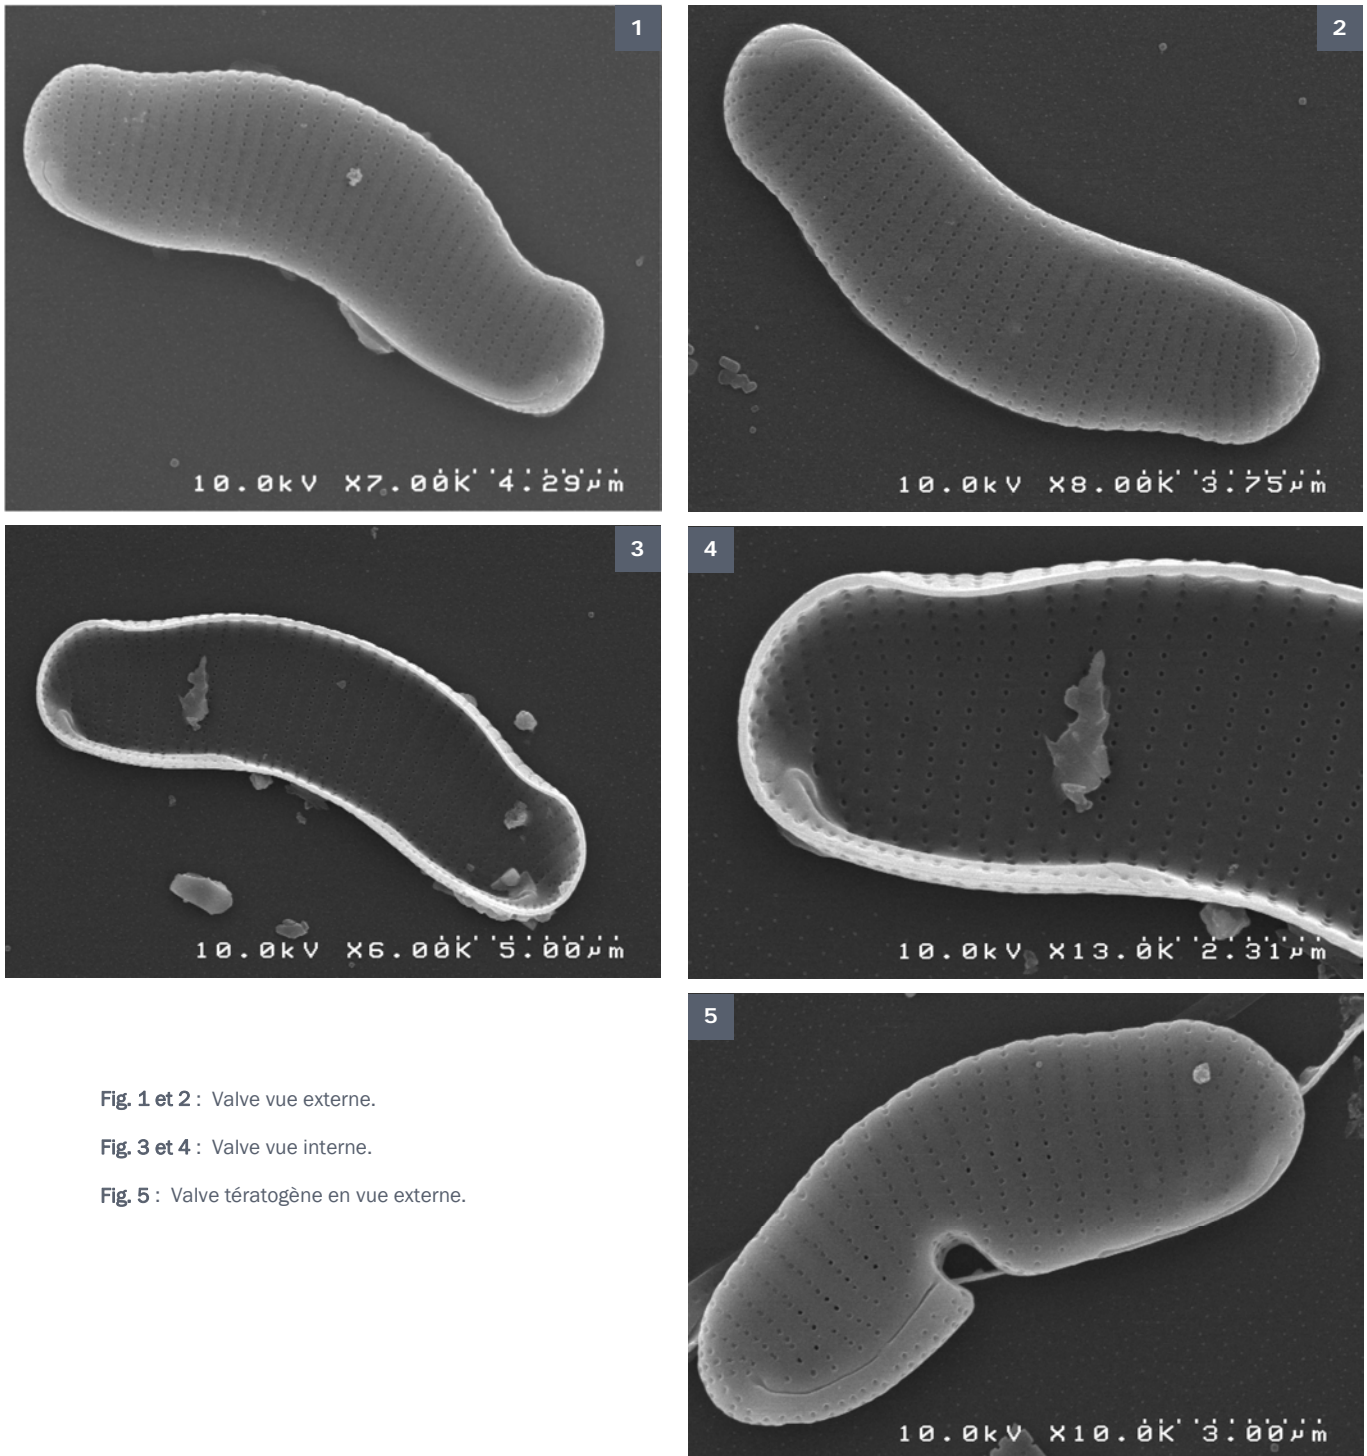 1
2
10.0kV X7.00K 4.29µm
10.0kV X8.00K 3.75µm
3
4
10.0kV X6.00K 5.00µm
10.0kV X13.0K 2.31µm
5
Fig. 1 et 2 : Valve vue externe.
Fig. 3 et 4 : Valve vue interne.
Fig. 5 : Valve tératogène en vue externe.
10.0kV X10.0K 3.00µm